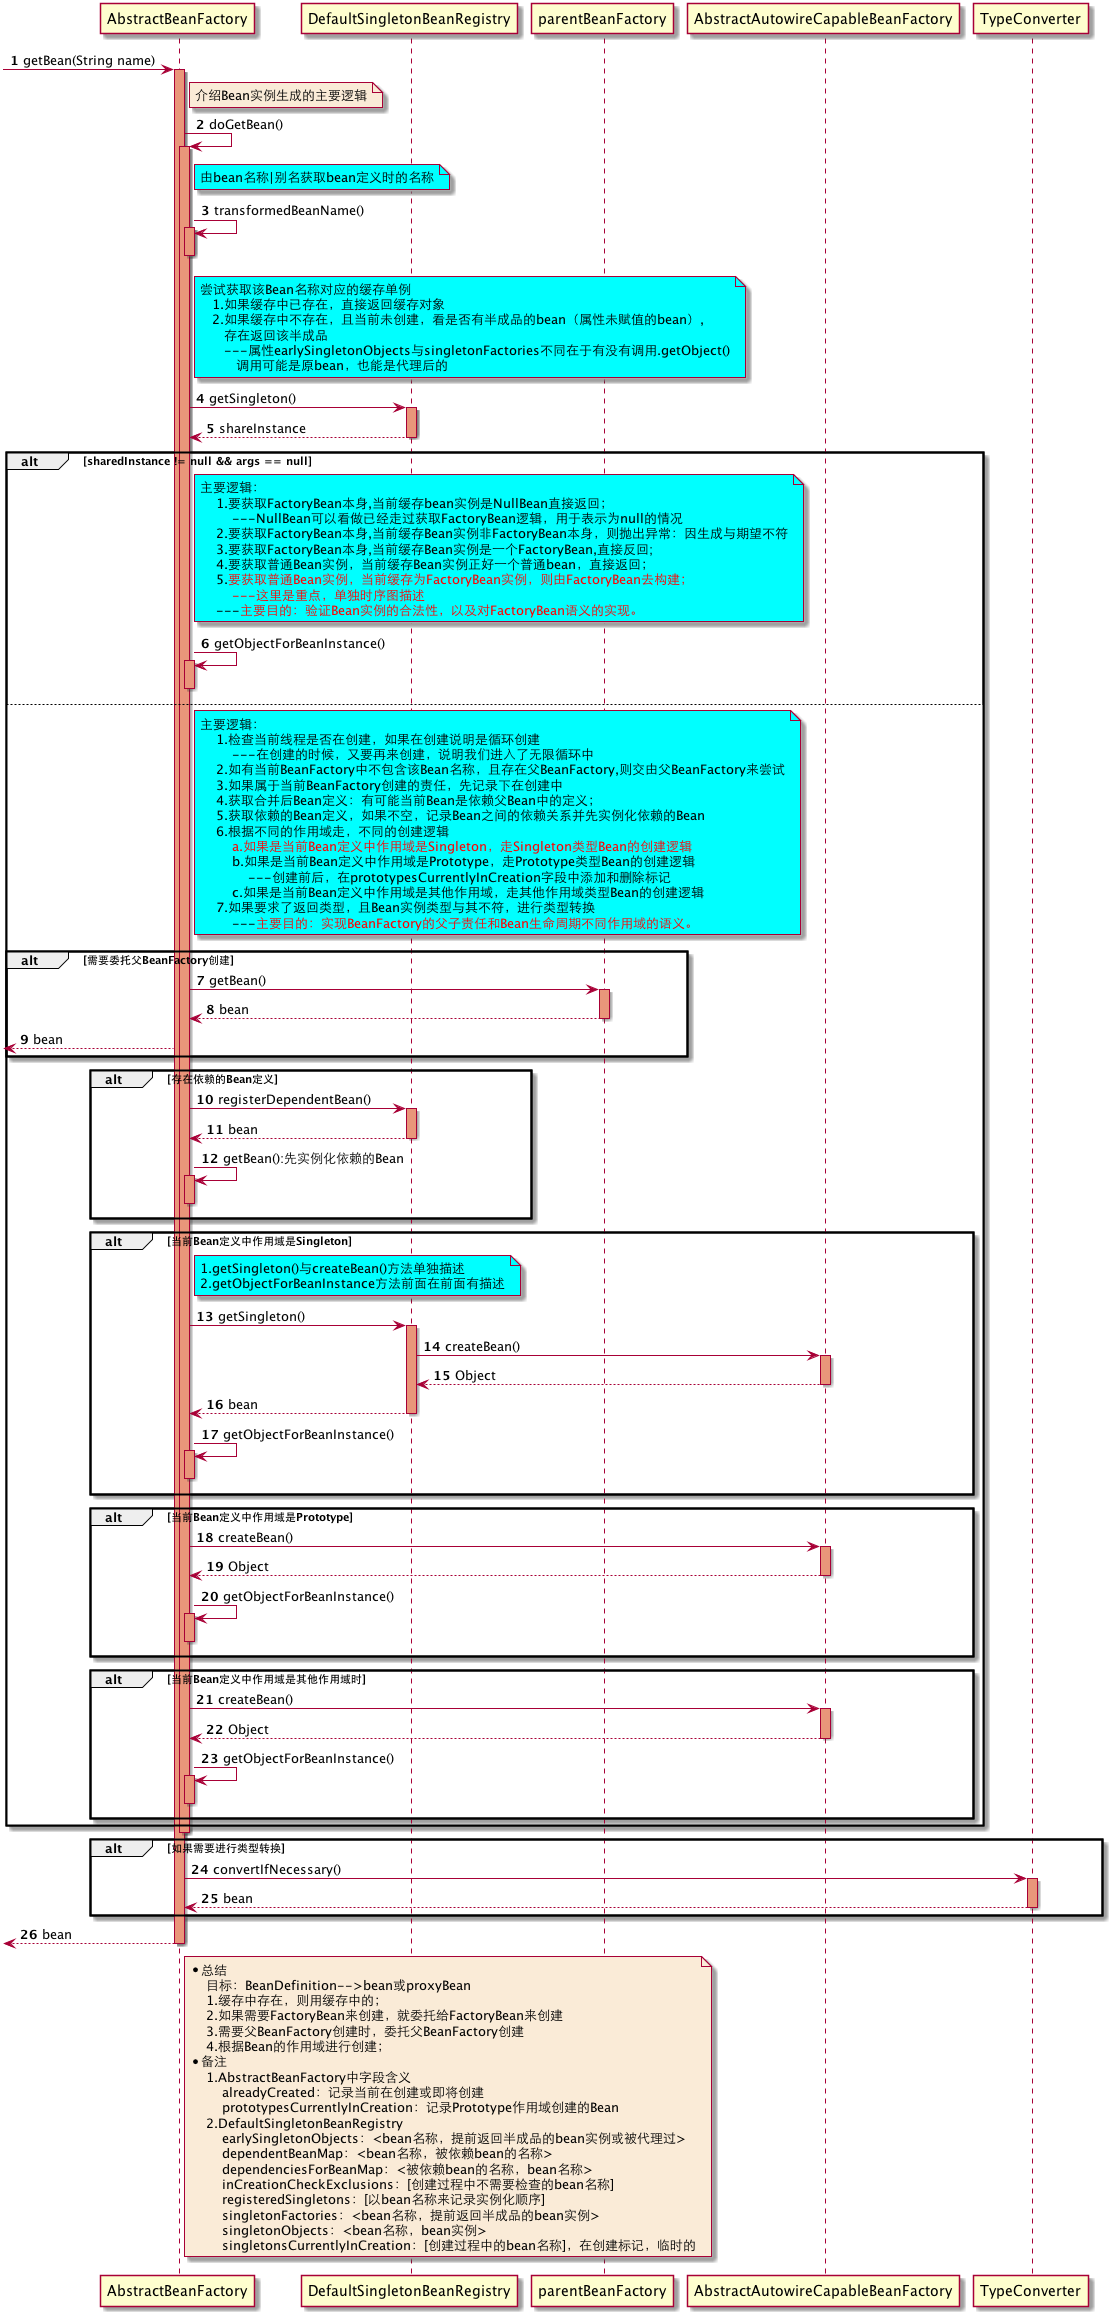 AbstractBeanFactory
DefaultSingletonBeanRegistry
parentBeanFactory
AbstractAutowireCapableBeanFactory
TypeConverter
1 getBean(String name)
介绍Bean实例生成的主要逻辑
2 doGetBean()
由bean名称|别名获取bean定义时的名称
3 transformedBeanName()
尝试获取该Bean名称对应的缓存单例
1.如果缓存中已存在，直接返回缓存对象
2.如果缓存中不存在，且当前未创建，看是否有半成品的bean（属性未赋值的bean），
存在返回该半成品
---属性earlySingletonObjects与singletonFactories不同在于有没有调用.getObject()
调用可能是原bean，也能是代理后的
4 getSingleton()
5 shareInstance
alt [sharedInstance != null && args == null]
主要逻辑：
1.要获取FactoryBean本身,当前缓存bean实例是NullBean直接返回；
---NullBean可以看做已经走过获取FactoryBean逻辑，用于表示为null的情况
2.要获取FactoryBean本身,当前缓存Bean实例非FactoryBean本身，则抛出异常：因生成与期望不符
3.要获取FactoryBean本身,当前缓存Bean实例是一个FactoryBean,直接反回；
4.要获取普通Bean实例，当前缓存Bean实例正好一个普通bean，直接返回；
5.要获取普通Bean实例，当前缓存为FactoryBean实例，则由FactoryBean去构建；
---这里是重点，单独时序图描述
---主要目的：验证Bean实例的合法性，以及对FactoryBean语义的实现。
6 getObjectForBeanInstance()
主要逻辑：
1.检查当前线程是否在创建，如果在创建说明是循环创建
---在创建的时候，又要再来创建，说明我们进入了无限循环中
2.如有当前BeanFactory中不包含该Bean名称，且存在父BeanFactory,则交由父BeanFactory来尝试
3.如果属于当前BeanFactory创建的责任，先记录下在创建中
4.获取合并后Bean定义：有可能当前Bean是依赖父Bean中的定义；
5.获取依赖的Bean定义，如果不空，记录Bean之间的依赖关系并先实例化依赖的Bean
6.根据不同的作用域走，不同的创建逻辑
a.如果是当前Bean定义中作用域是Singleton，走Singleton类型Bean的创建逻辑
b.如果是当前Bean定义中作用域是Prototype，走Prototype类型Bean的创建逻辑
---创建前后，在prototypesCurrentlyInCreation字段中添加和删除标记
c.如果是当前Bean定义中作用域是其他作用域，走其他作用域类型Bean的创建逻辑
7.如果要求了返回类型，且Bean实例类型与其不符，进行类型转换
---主要目的：实现BeanFactory的父子责任和Bean生命周期不同作用域的语义。
alt [需要委托父BeanFactory创建]
7 getBean()
8 bean
9 bean
alt [存在依赖的Bean定义]
10 registerDependentBean()
11 bean
12 getBean():先实例化依赖的Bean
alt [当前Bean定义中作用域是Singleton]
1.getSingleton()与createBean()方法单独描述
2.getObjectForBeanInstance方法前面在前面有描述
13 getSingleton()
14 createBean()
15 Object
16 bean
17 getObjectForBeanInstance()
alt [当前Bean定义中作用域是Prototype]
18 createBean()
19 Object
20 getObjectForBeanInstance()
alt [当前Bean定义中作用域是其他作用域时]
21 createBean()
22 Object
23 getObjectForBeanInstance()
alt [如果需要进行类型转换]
24 convertIfNecessary()
25 bean
26 bean
•总结
目标：BeanDefinition-->bean或proxyBean
1.缓存中存在，则用缓存中的；
2.如果需要FactoryBean来创建，就委托给FactoryBean来创建
3.需要父BeanFactory创建时，委托父BeanFactory创建
4.根据Bean的作用域进行创建；
•备注
1.AbstractBeanFactory中字段含义
alreadyCreated：记录当前在创建或即将创建
prototypesCurrentlyInCreation：记录Prototype作用域创建的Bean
2.DefaultSingletonBeanRegistry
earlySingletonObjects：<bean名称，提前返回半成品的bean实例或被代理过>
dependentBeanMap：<bean名称，被依赖bean的名称>
dependenciesForBeanMap：<被依赖bean的名称，bean名称>
inCreationCheckExclusions：[创建过程中不需要检查的bean名称]
registeredSingletons：[以bean名称来记录实例化顺序]
singletonFactories：<bean名称，提前返回半成品的bean实例>
singletonObjects：<bean名称，bean实例>
singletonsCurrentlyInCreation：[创建过程中的bean名称]，在创建标记，临时的
AbstractBeanFactory
DefaultSingletonBeanRegistry
parentBeanFactory
AbstractAutowireCapableBeanFactory
TypeConverter